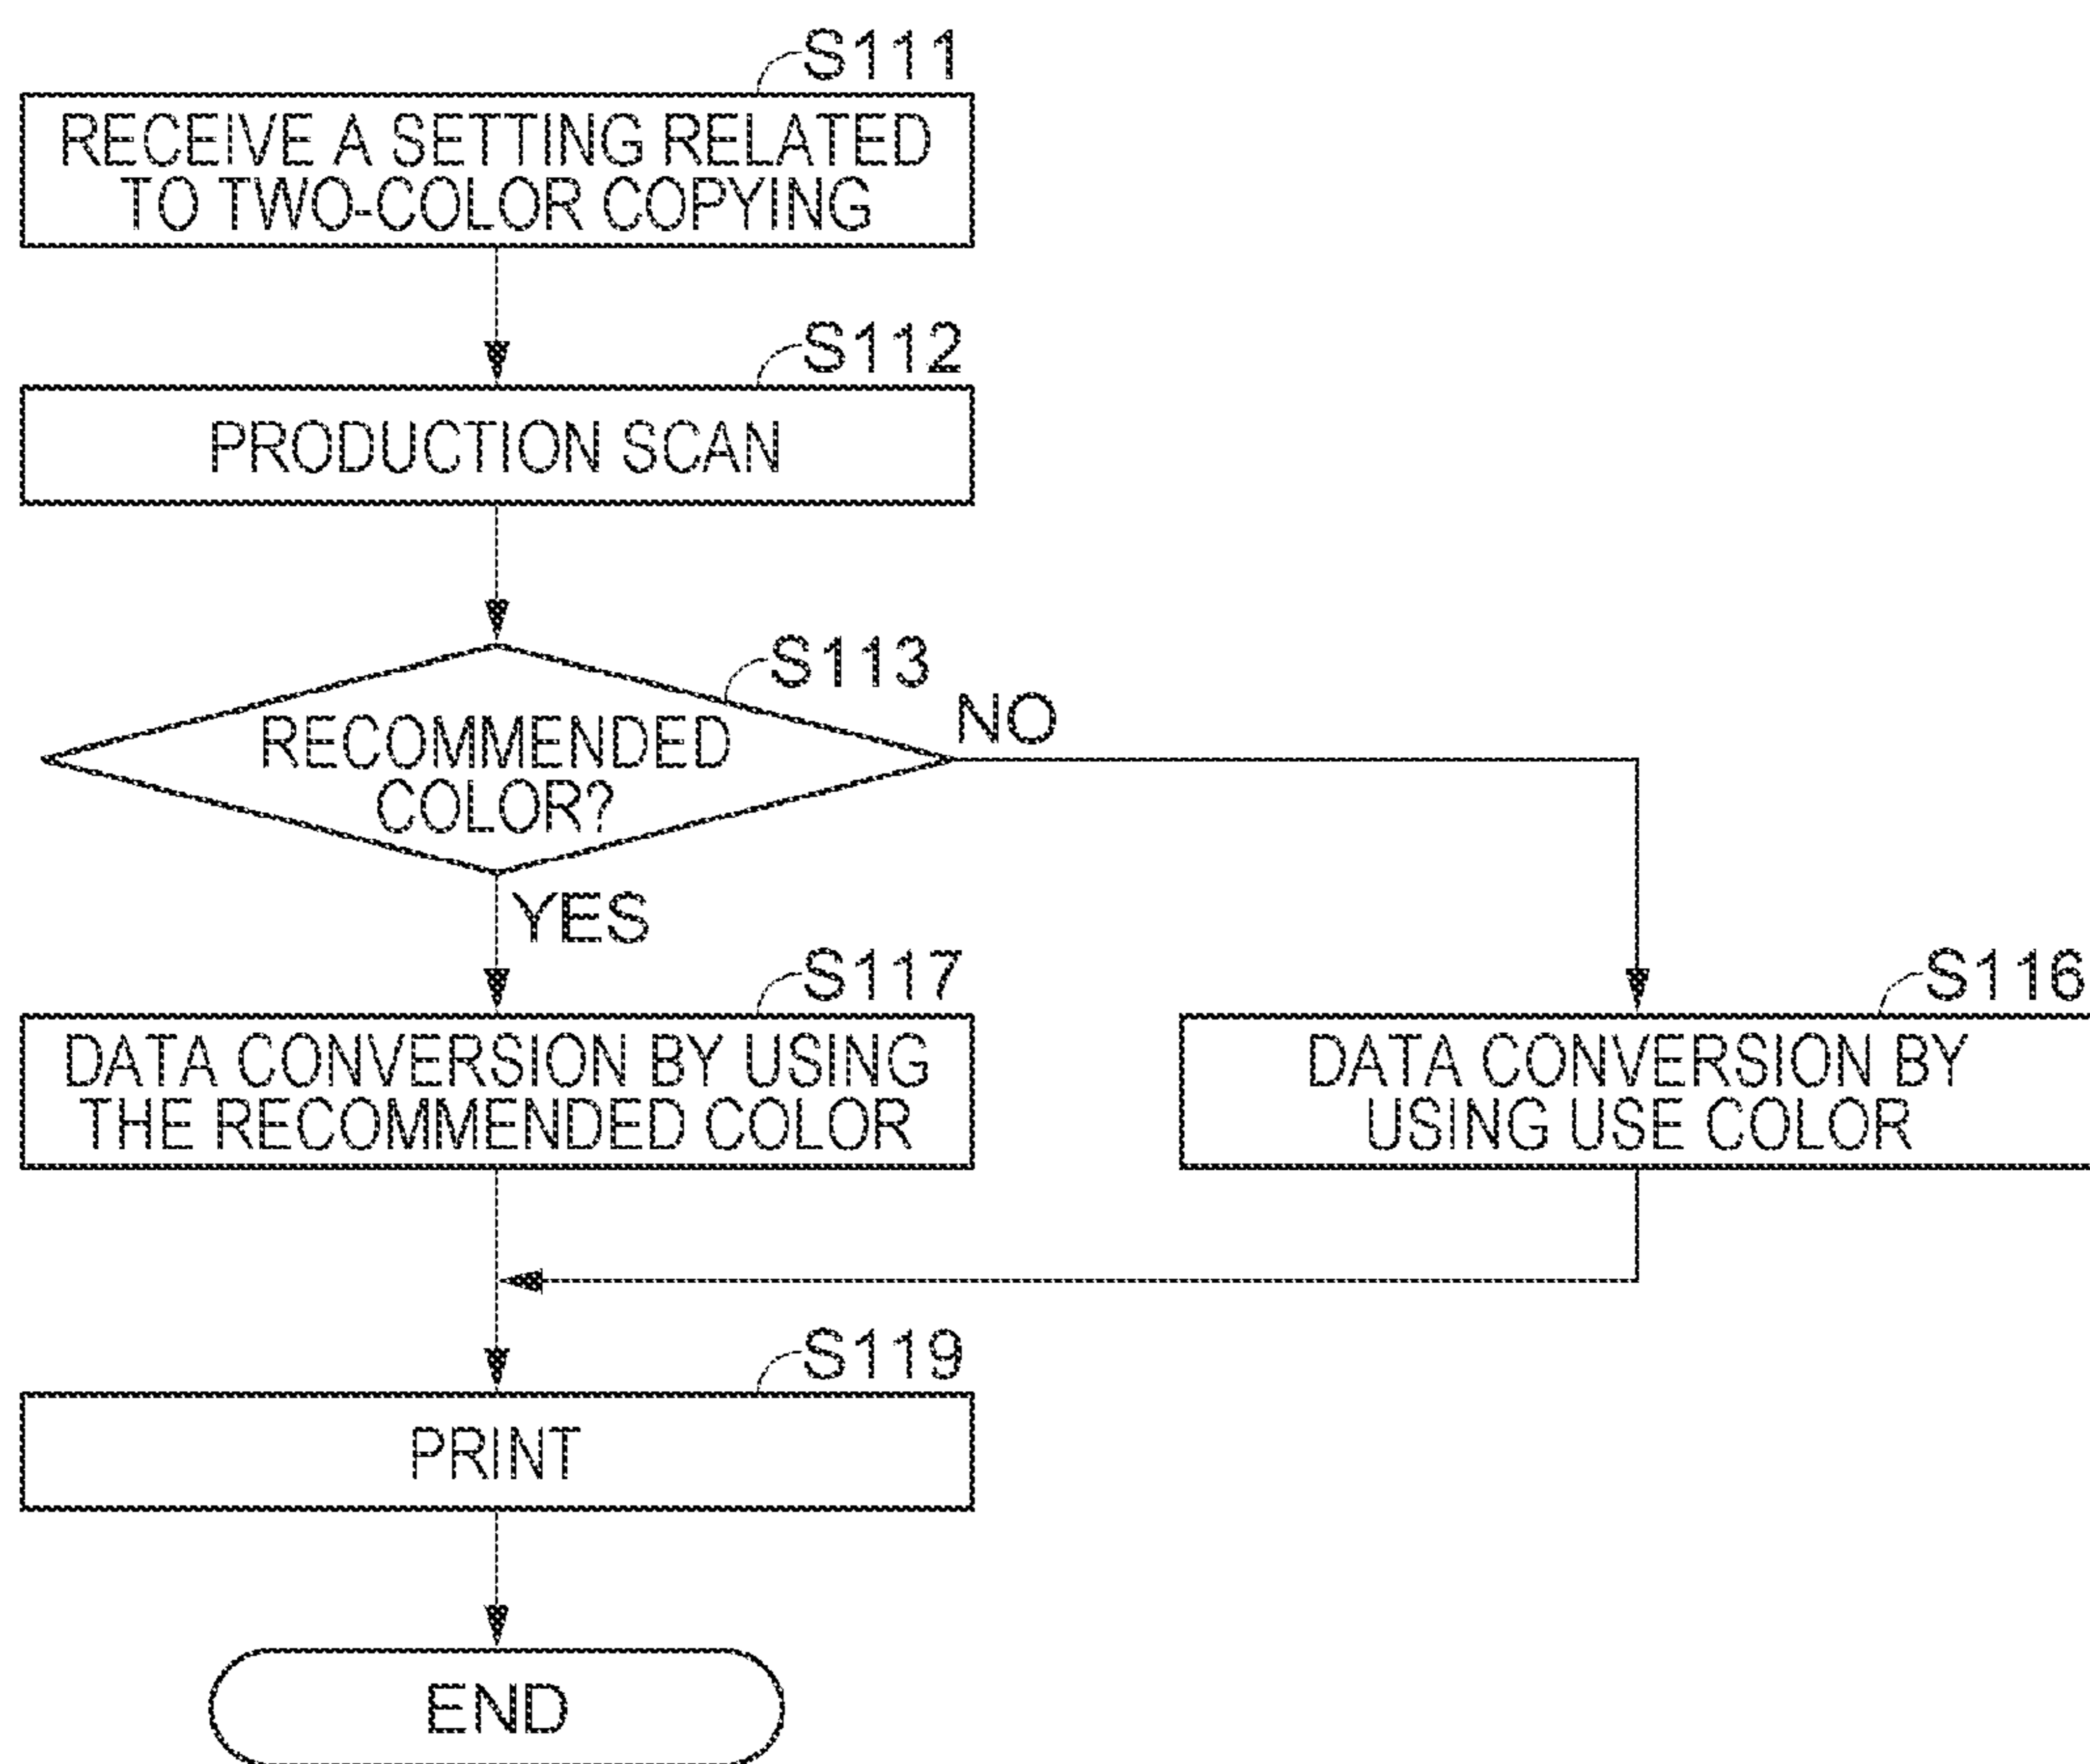 S111
RECEIVE A SETTING RELATED
TO TWO-COLOR COPYING
S112
PRODUCTION SCAN
S113
RECOMMENDED
COLOR?
NO
YES
S117
DATA CONVERSION BY USING
THE RECOMMENDED COLOR
S116
DATA CONVERSION BY
USING USE COLOR
S119
PRINT
END